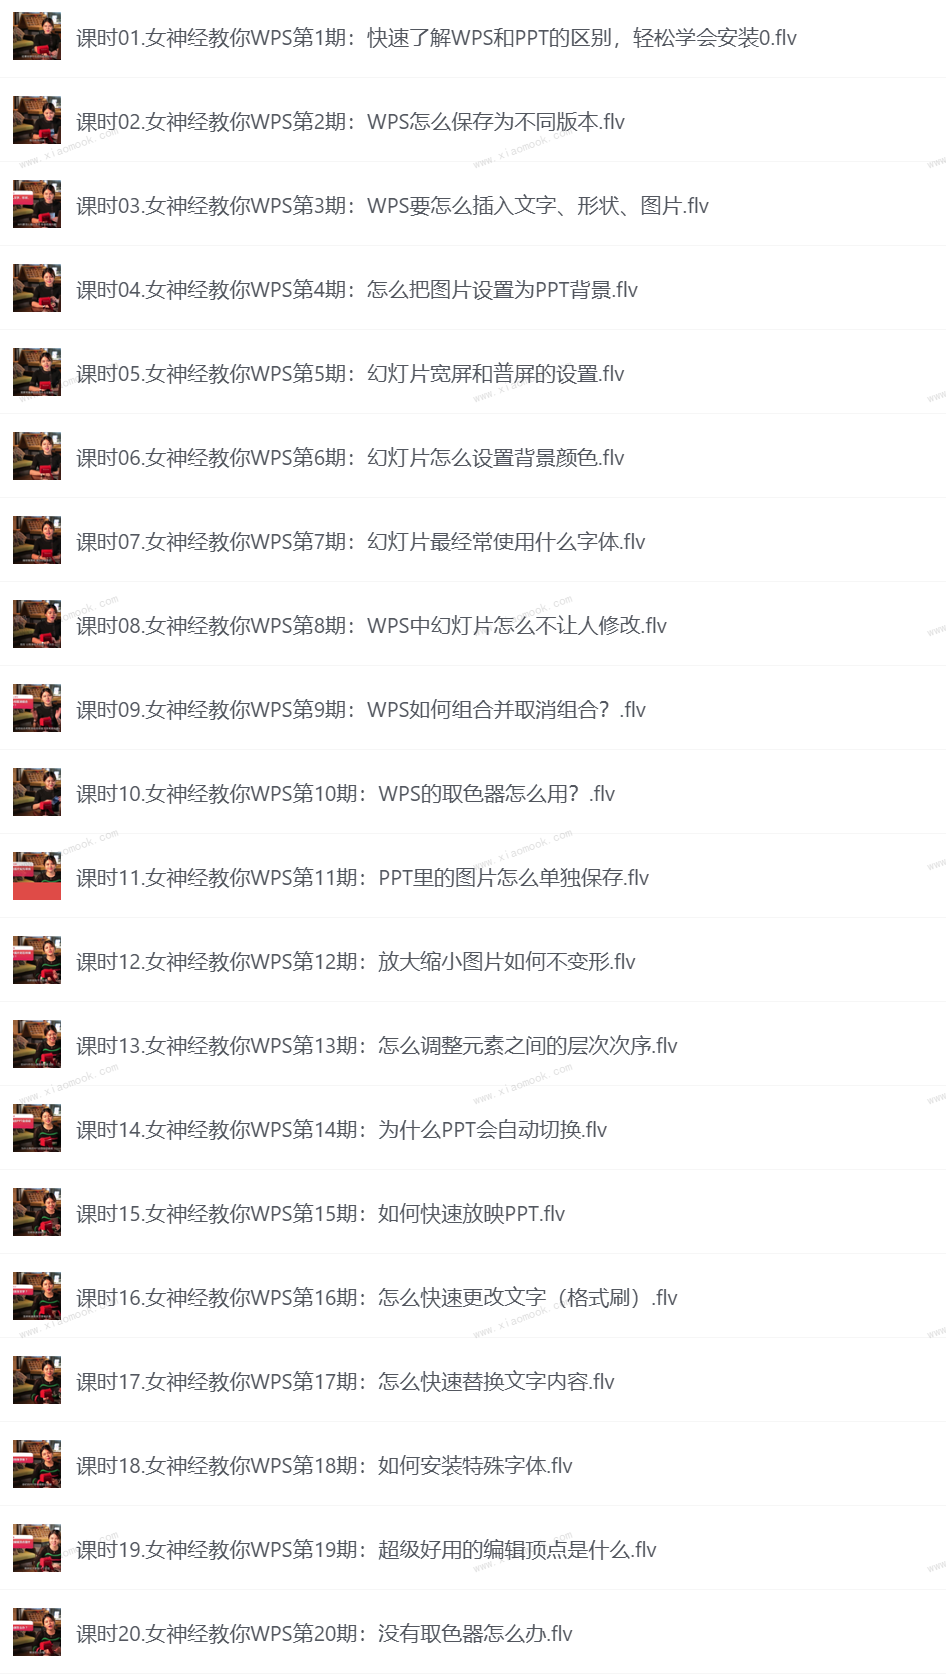 课时01.女神经教你WPS第1期：快速了解WPS和PPT的区别，轻松学会安装0.flv
课时02.女神经教你WPS第2期：WPS怎么保存为不同版本.flv
www.xiaomook.com
www.xiaomook.com
课时03.女神经教你WPS第3期：WPS要怎么插入文字、形状、图片.flv
课时04.女神经教你WPS第4期：怎么把图片设置为PPT背景.flv
课时05.女神经教你WPS第5期：幻灯片宽屏和普屏的设置.flv
www.xiaomook.com
课时06.女神经教你WPS第6期：幻灯片怎么设置背景颜色.flv
课时07.女神经教你WPS第7期：幻灯片最经常使用什么字体.flv
课时08.女神经教你WPS第8期：WPS中幻灯片怎么不让人修改.flv
课时09.女神经教你WPS第9期：WPS如何组合并取消组合？.flv
课时10.女神经教你WPS第10期：WPS的取色器怎么用？.flv
www.xiaomook.com
课时11.女神经教你WPS第11期：PPT里的图片怎么单独保存.flv
课时12.女神经教你WPS第12期：放大缩小图片如何不变形.flv
课时13.女神经教你WPS第13期：怎么调整元素之间的层次次序.flv
www.xiaomook.com
www.xiaomook.com
课时14.女神经教你WPS第14期：为什么PPT会自动切换.flv
课时15.女神经教你WPS第15期：如何快速放映PPT.flv
课时16.女神经教你WPS第16期：怎么快速更改文字（格式刷）.flv
www.xiaomook.com
www.xiaomook.com
课时17.女神经教你WPS第17期：怎么快速替换文字内容.flv
课时18.女神经教你WPS第18期：如何安装特殊字体.flv
课时19.女神经教你WPS第19期：超级好用的编辑顶点是什么.flv
课时20.女神经教你WPS第20期：没有取色器怎么办.flv